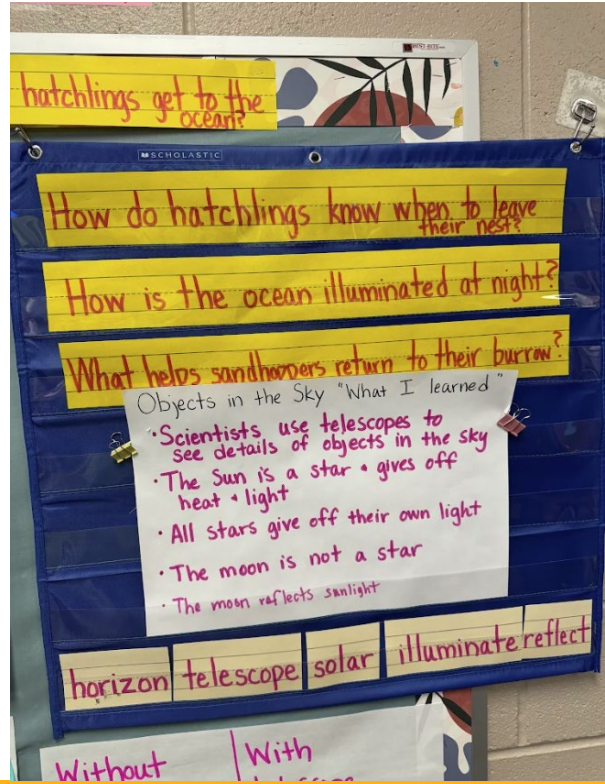 hatchlings get to the
ocean?
SCHOLASTIC
How do hatchlings know when to leave
their nest?
How is the ocean illuminated at night?
What helps sandhoppers return to their burrow?
Objects in the Sky "What I learned"
• Scientists use telescopes to
see details of objects in the sky
• The Sun is a star + gives off
heat + light
• All stars give off their own light
• The moon is not a star
• The moon reflects sunlight
horizon telescope solar illuminate reflect
Without With